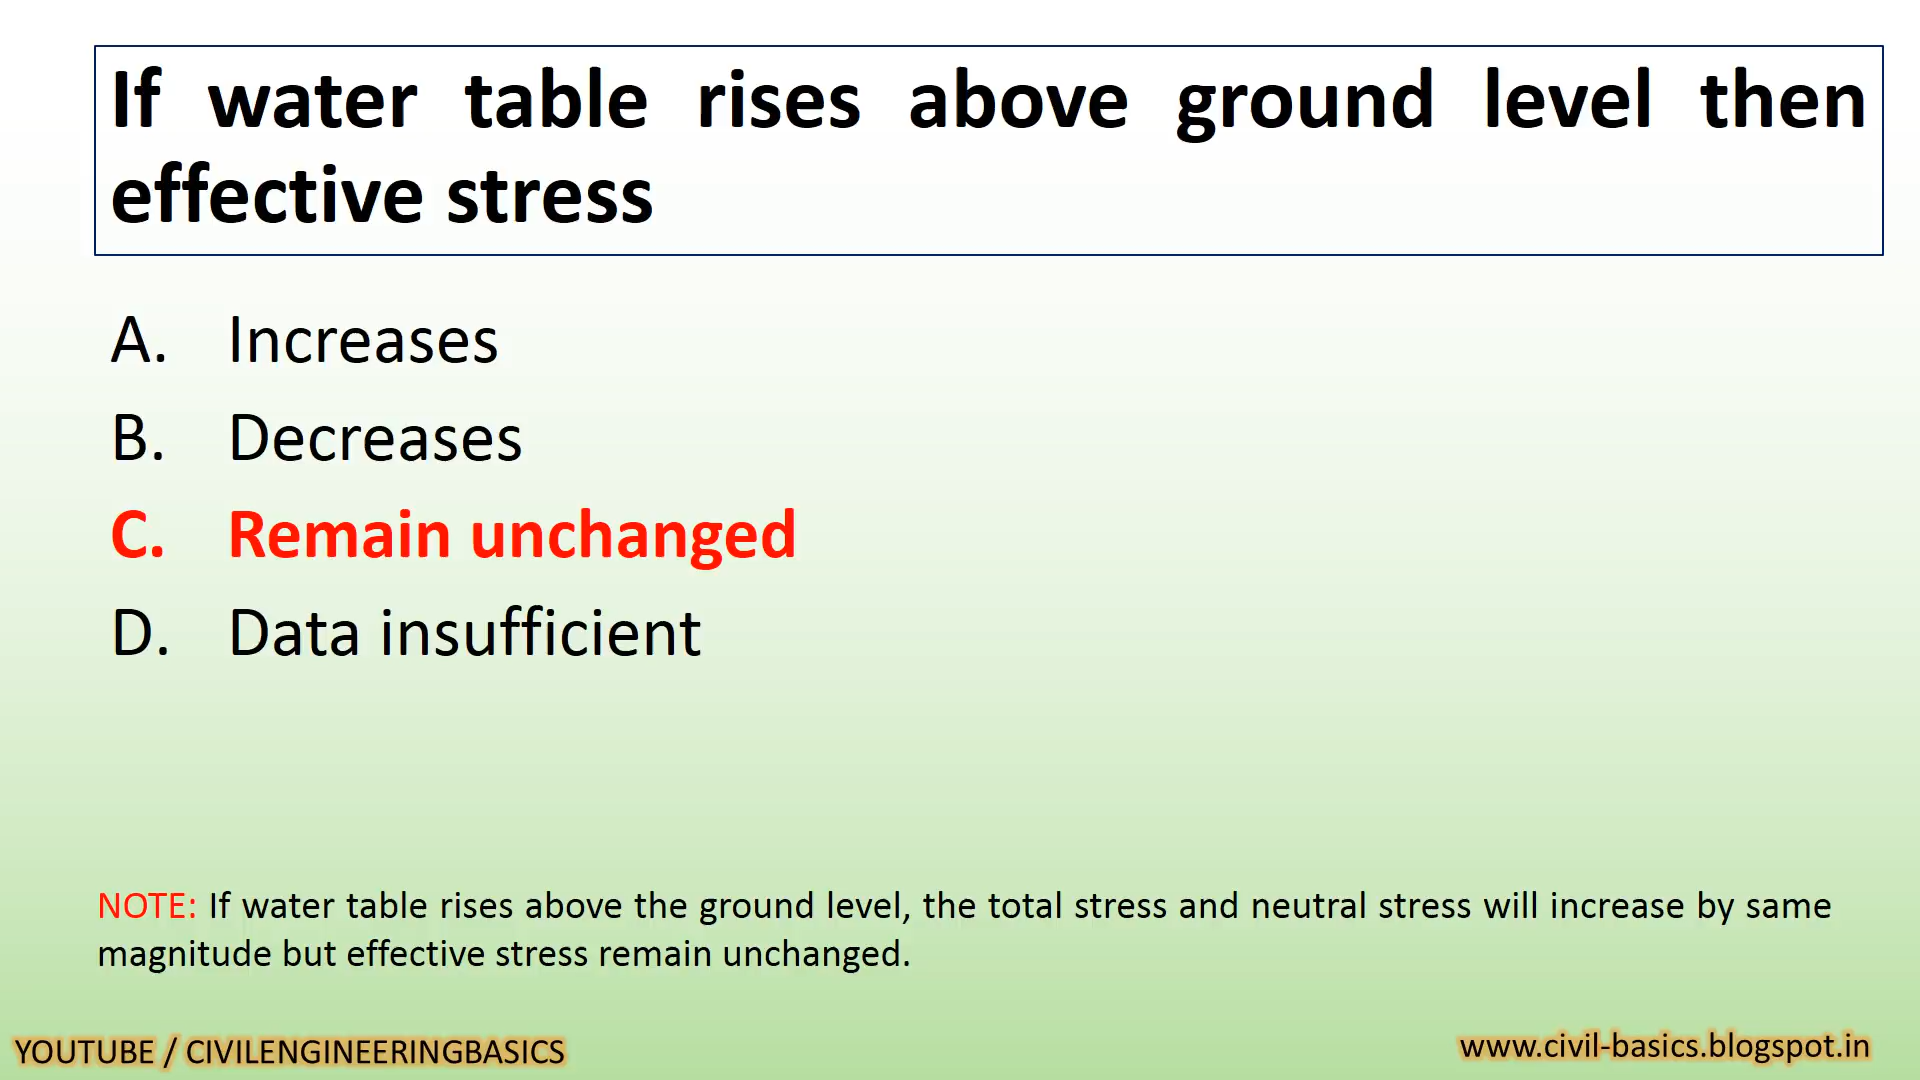 If water table rises above ground level then
effective stress
A. Increases
B. Decreases
C. Remain unchanged
D. Data insufficient
NOTE: If water table rises above the ground level, the total stress and neutral stress will increase by same
magnitude but effective stress remain unchanged.
YOUTUBE / CIVILENGINEERINGBASICS
www.civil-basics.blogspot.in